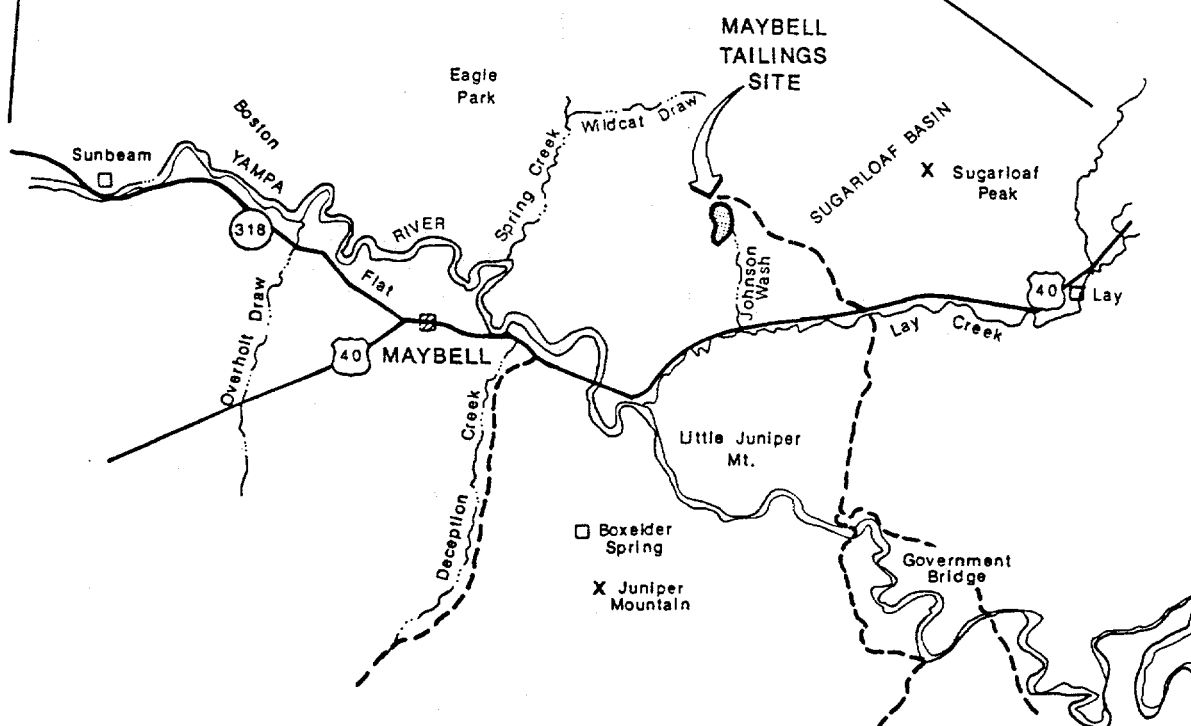 MAYBELL
TAILINGS
SITE
Eagle
Park
Wildcat Draw
Boston
Sunbeam
YAMPA
SUGARLOAF BASIN
X Sugarloaf
Peak
Spring Creek
318
RIVER
Flat
Johnson
Wash
40
Lay
Lay Creek
Overholt Draw
40
MAYBELL
Deception Creek
Little Juniper
Mt.
Boxelder
Spring
X Juniper
Mountain
Government
Bridge